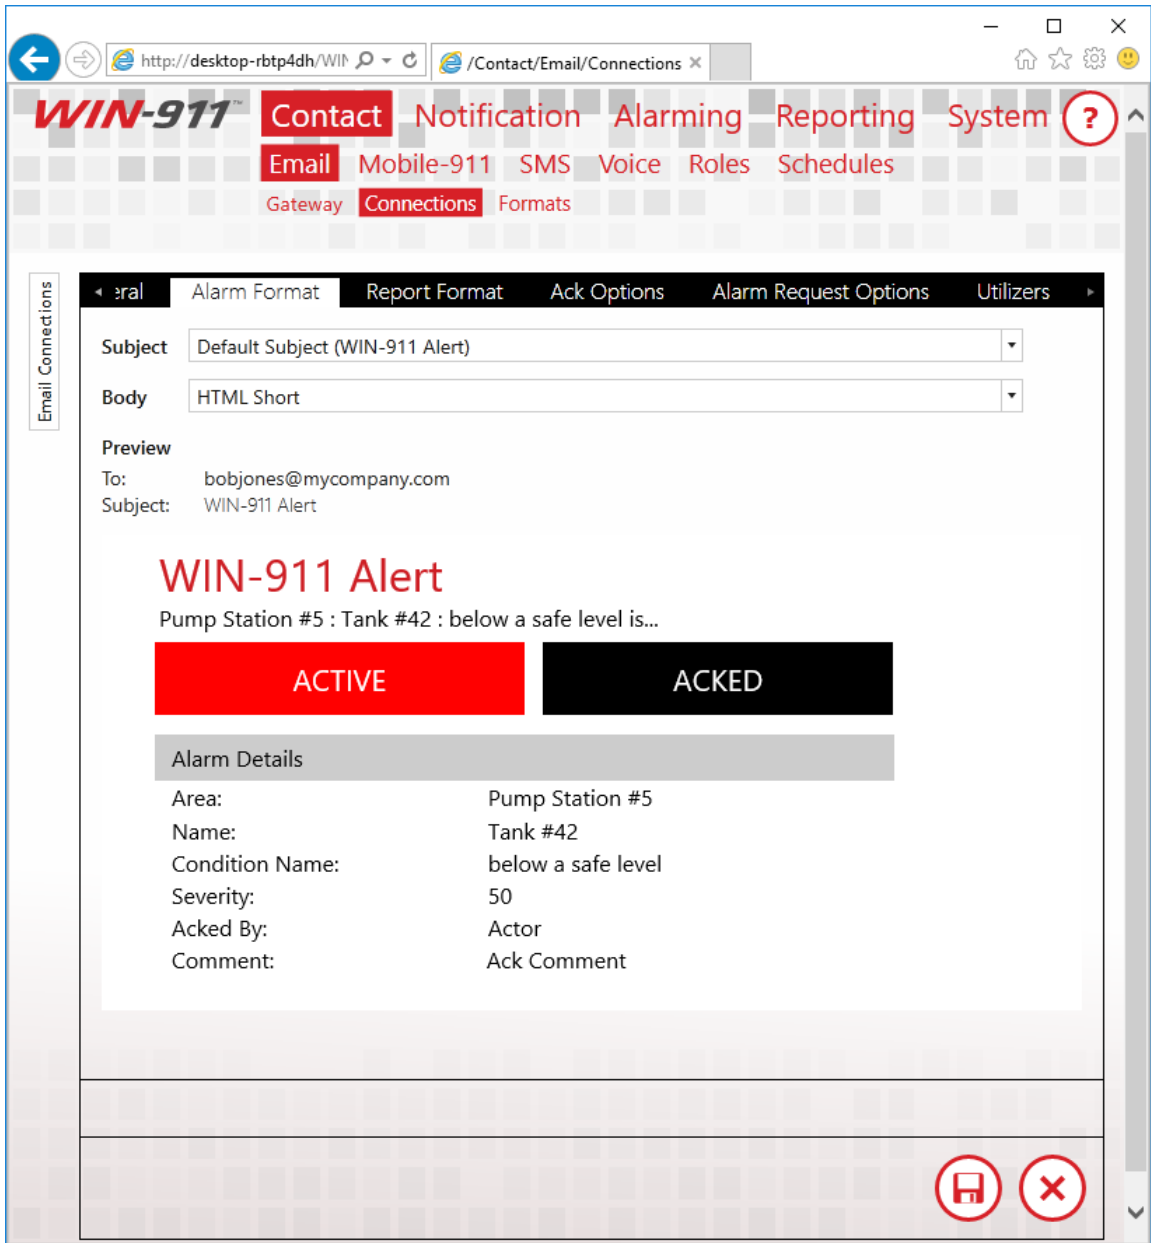 http://desktop-rbtp4dh/WIN
/Contact/Email/Connections
WIN-911™ Contact Notification Alarming Reporting System ?
Email Mobile-911 SMS Voice Roles Schedules
Gateway Connections Formats
Email Connections
eral Alarm Format Report Format Ack Options Alarm Request Options Utilizers
Subject Default Subject (WIN-911 Alert)
Body HTML Short
Preview
To: bobjones@mycompany.com
Subject: WIN-911 Alert
WIN-911 Alert
Pump Station #5 : Tank #42 : below a safe level is...
ACTIVE ACKED
Alarm Details
Area: Pump Station #5
Name: Tank #42
Condition Name: below a safe level
Severity: 50
Acked By: Actor
Comment: Ack Comment